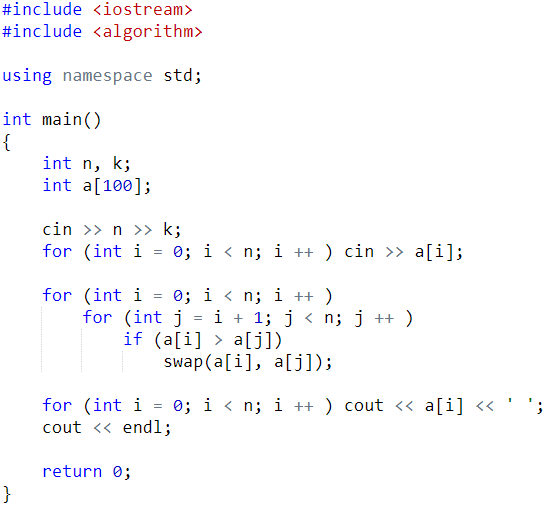 #include <iostream>
#include <algorithm>

using namespace std;

int main()
{
    int n, k;
    int a[100];

    cin >> n >> k;
    for (int i = 0; i < n; i ++ ) cin >> a[i];

    for (int i = 0; i < n; i ++ )
        for (int j = i + 1; j < n; j ++ )
            if (a[i] > a[j])
                swap(a[i], a[j]);

    for (int i = 0; i < n; i ++ ) cout << a[i] << ' ';
    cout << endl;

    return 0;
}